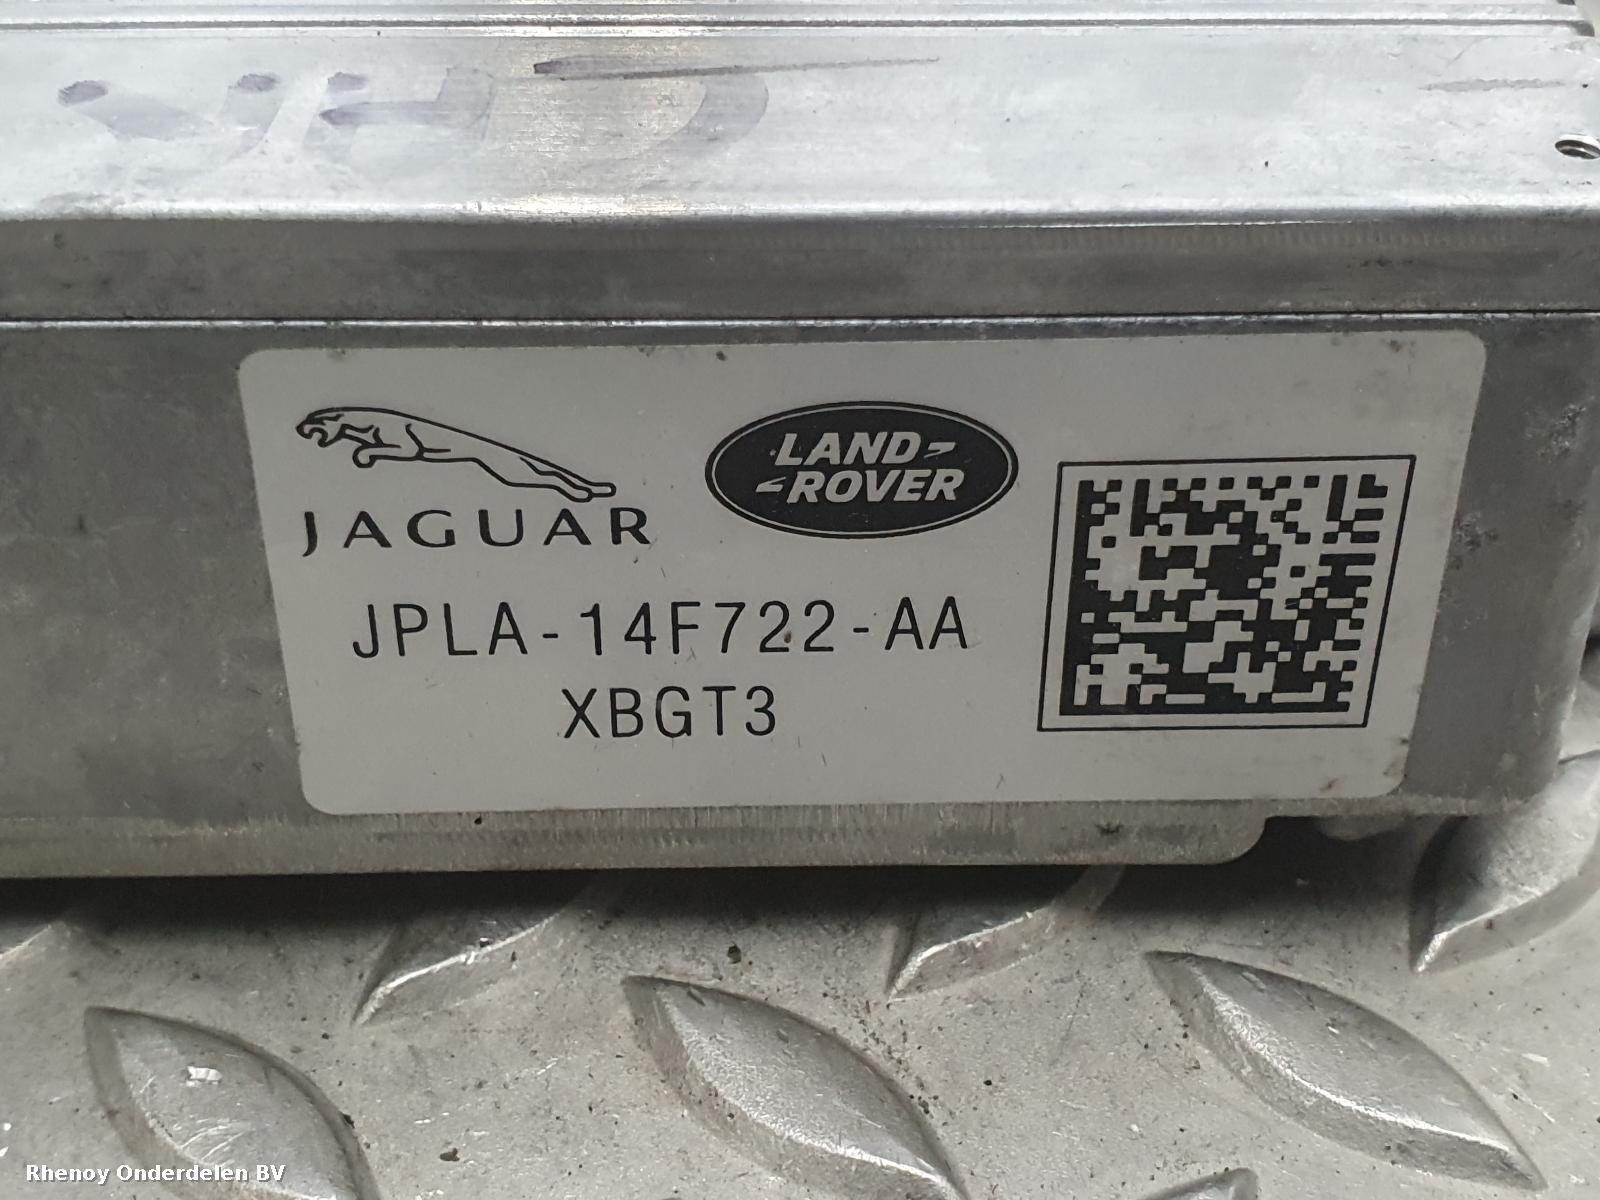 LAND
ROVER
JAGUAR
JPLA-14F722-AA
XBGT3
Rhenoy Onderdelen BV